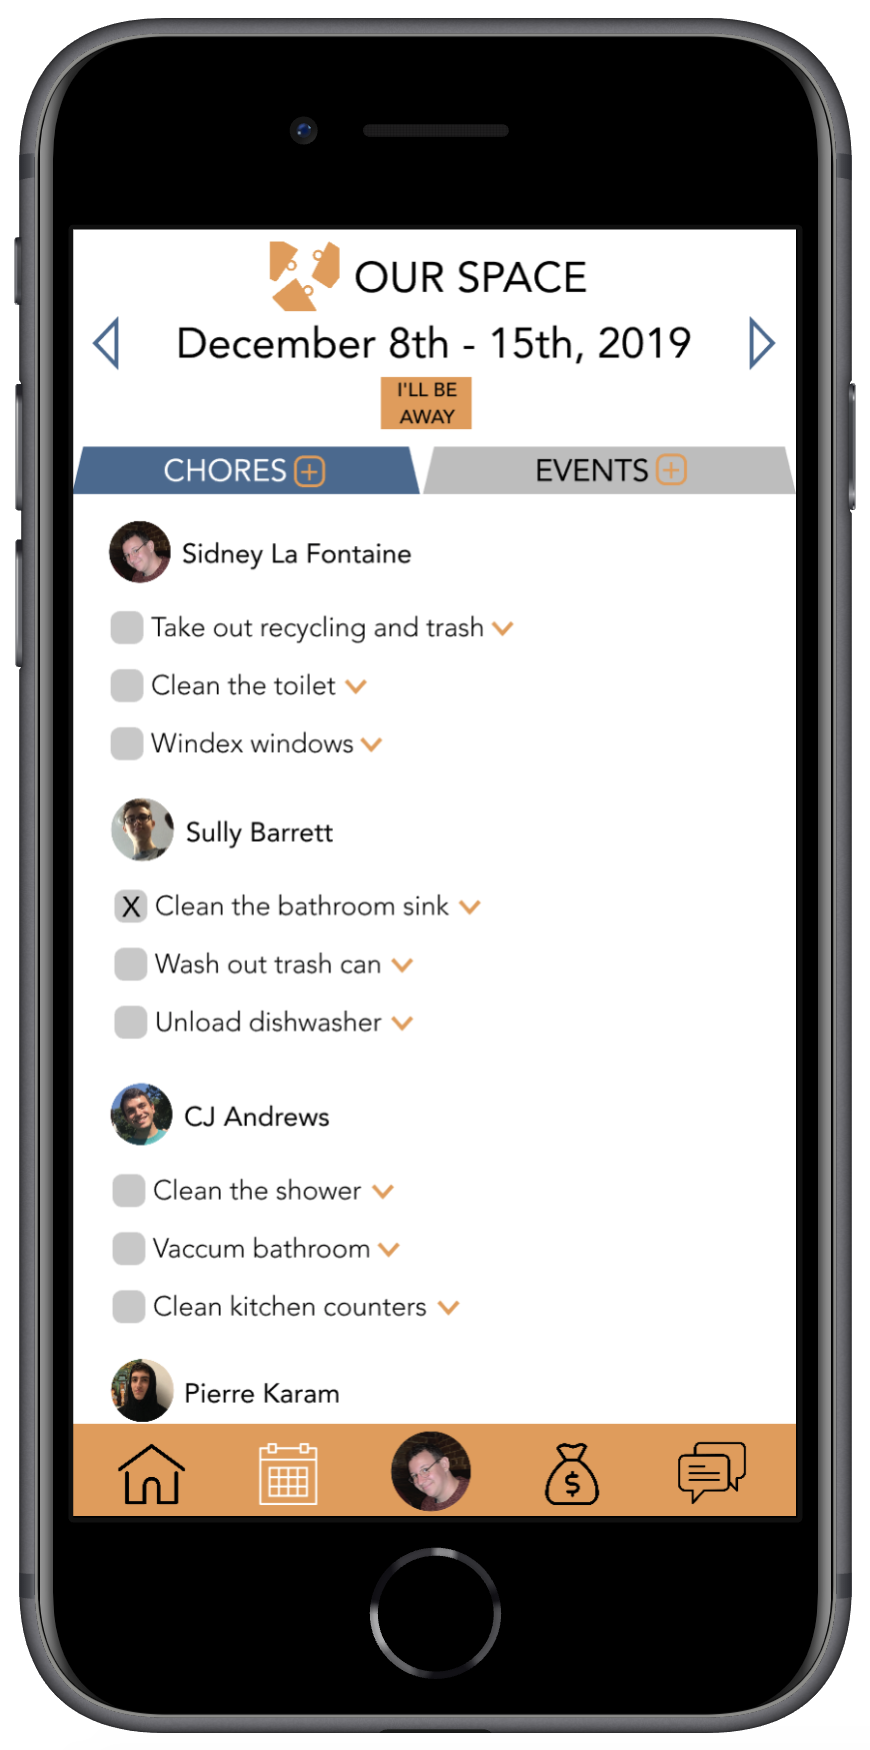 OUR SPACE
December 8th - 15th, 2019
I'LL BE
AWAY
CHORES
EVENTS
Sidney La Fontaine
Take out recycling and trash
Clean the toilet
Windex windows
Sully Barrett
X Clean the bathroom sink
Wash out trash can
Unload dishwasher
CJ Andrews
Clean the shower
Vaccum bathroom
Clean kitchen counters
Pierre Karam
$